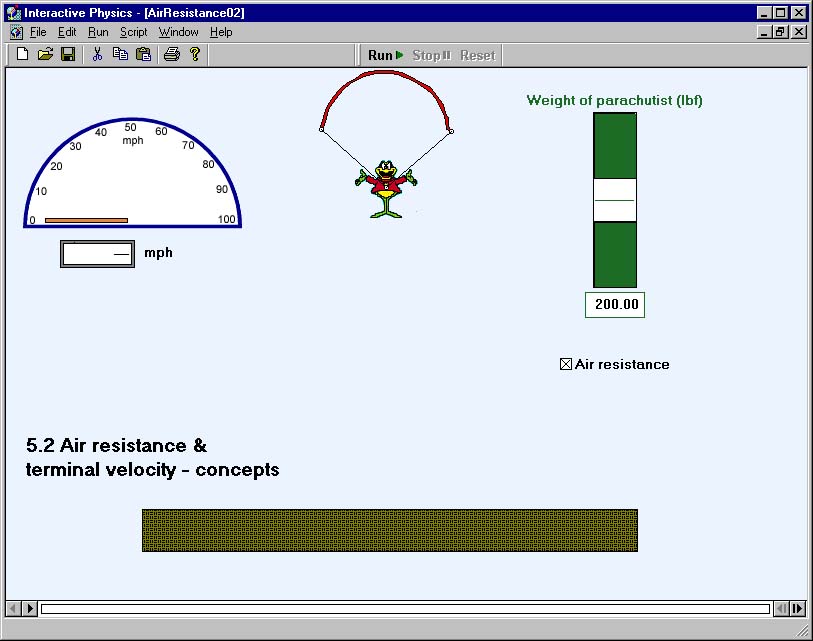 Interactive Physics - [AirResistance02]
File Edit Run Script Window Help
Run Stop Reset
Weight of parachutist (lbf)
0 10 20 30 40 50 60 70 80 90 100
mph
— mph
200.00
Air resistance
5.2 Air resistance &
terminal velocity - concepts